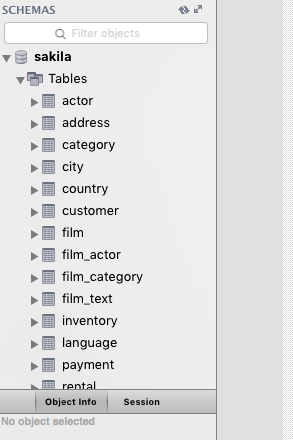 SCHEMAS
Filter objects
sakila
Tables
actor
address
category
city
country
customer
film
film_actor
film_category
film_text
inventory
language
payment
rental
Object Info Session
No object selected